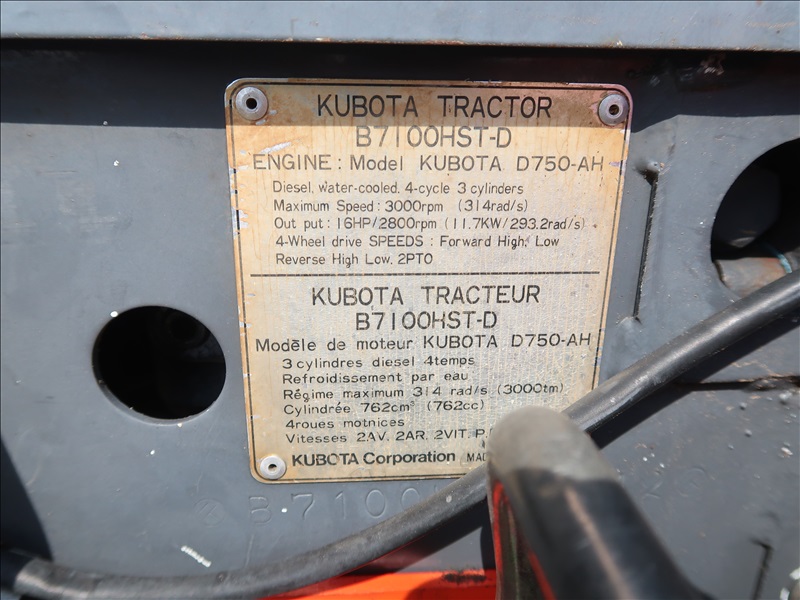 KUBOTA TRACTOR
B7100HST-D
ENGINE: Model KUBOTA D750-AH
Diesel, water-cooled, 4-cycle 3 cylinders
Maximum Speed: 3000rpm (314rad/s)
Out put: 16HP/2800rpm (11.7KW/293.2rad/s)
4-Wheel drive SPEEDS: Forward High, Low
Reverse High Low, 2PTO
KUBOTA TRACTEUR
B7100HST-D
Modèle de moteur KUBOTA D750-AH
3 cylindres diesel 4temps
Refroidissement par eau
Régime maximum 314 rad/s (3000tm)
Cylindrée 762cm³ (762cc)
4roues motnices
Vitesses 2AV. 2AR. 2VIT. P.
KUBOTA Corporation
B7100